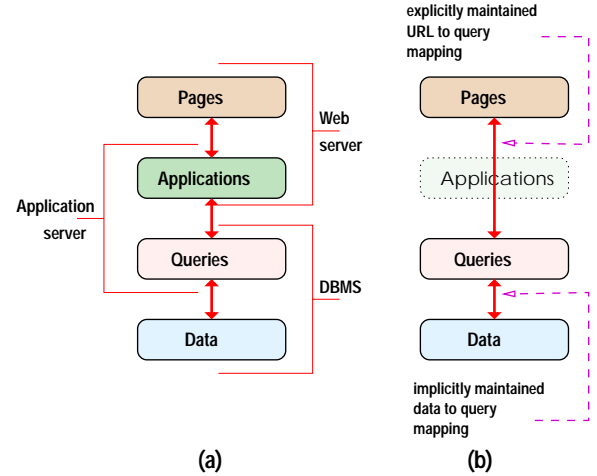 explicitly maintained
URL to query
mapping
Pages
Web
server
Applications
Application
server
Queries
DBMS
Data
(a)
Pages
Applications
Queries
Data
implicitly maintained
data to query
mapping
(b)